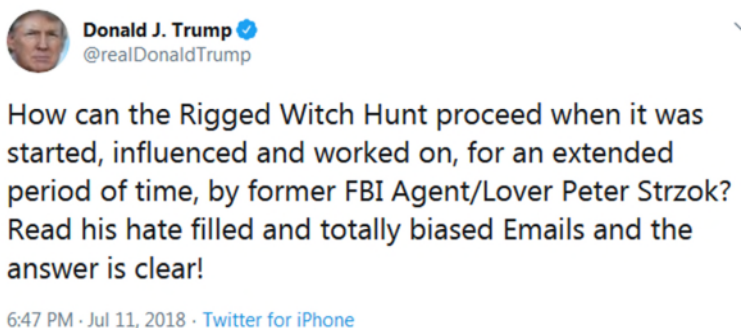 Donald J. Trump
@realDonaldTrump
How can the Rigged Witch Hunt proceed when it was
started, influenced and worked on, for an extended
period of time, by former FBI Agent/Lover Peter Strzok?
Read his hate filled and totally biased Emails and the
answer is clear!
6:47 PM · Jul 11, 2018 · Twitter for iPhone